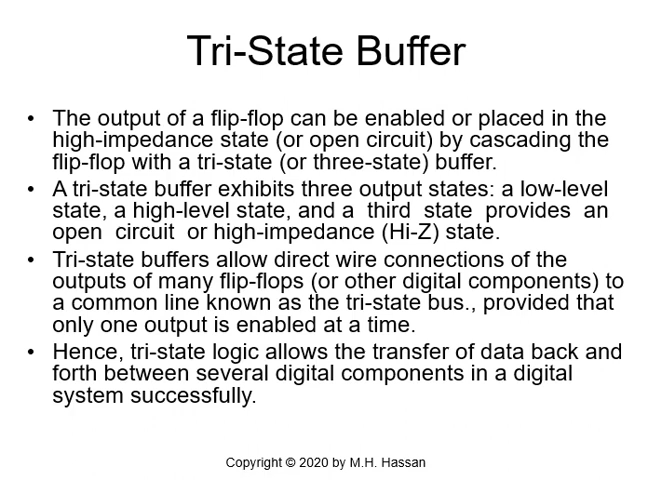 Tri-State Buffer
• The output of a flip-flop can be enabled or placed in the
high-impedance state (or open circuit) by cascading the
flip-flop with a tri-state (or three-state) buffer.
• A tri-state buffer exhibits three output states: a low-level
state, a high-level state, and a  third  state  provides  an
open  circuit  or high-impedance (Hi-Z) state.
• Tri-state buffers allow direct wire connections of the
outputs of many flip-flops (or other digital components) to
a common line known as the tri-state bus., provided that
only one output is enabled at a time.
• Hence, tri-state logic allows the transfer of data back and
forth between several digital components in a digital
system successfully.
Copyright © 2020 by M.H. Hassan